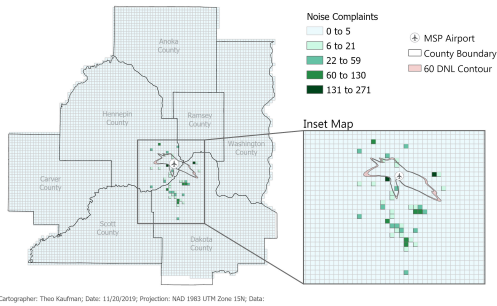 Noise Complaints
0 to 5
6 to 21
22 to 59
60 to 130
131 to 271
MSP Airport
County Boundary
60 DNL Contour
Anoka
County
Hennepin
County
Ramsey
County
Washington
County
Carver
County
Scott
County
Dakota
County
Inset Map
Cartographer: Theo Kaufman; Date: 11/20/2019; Projection: NAD 1983 UTM Zone 15N; Data: